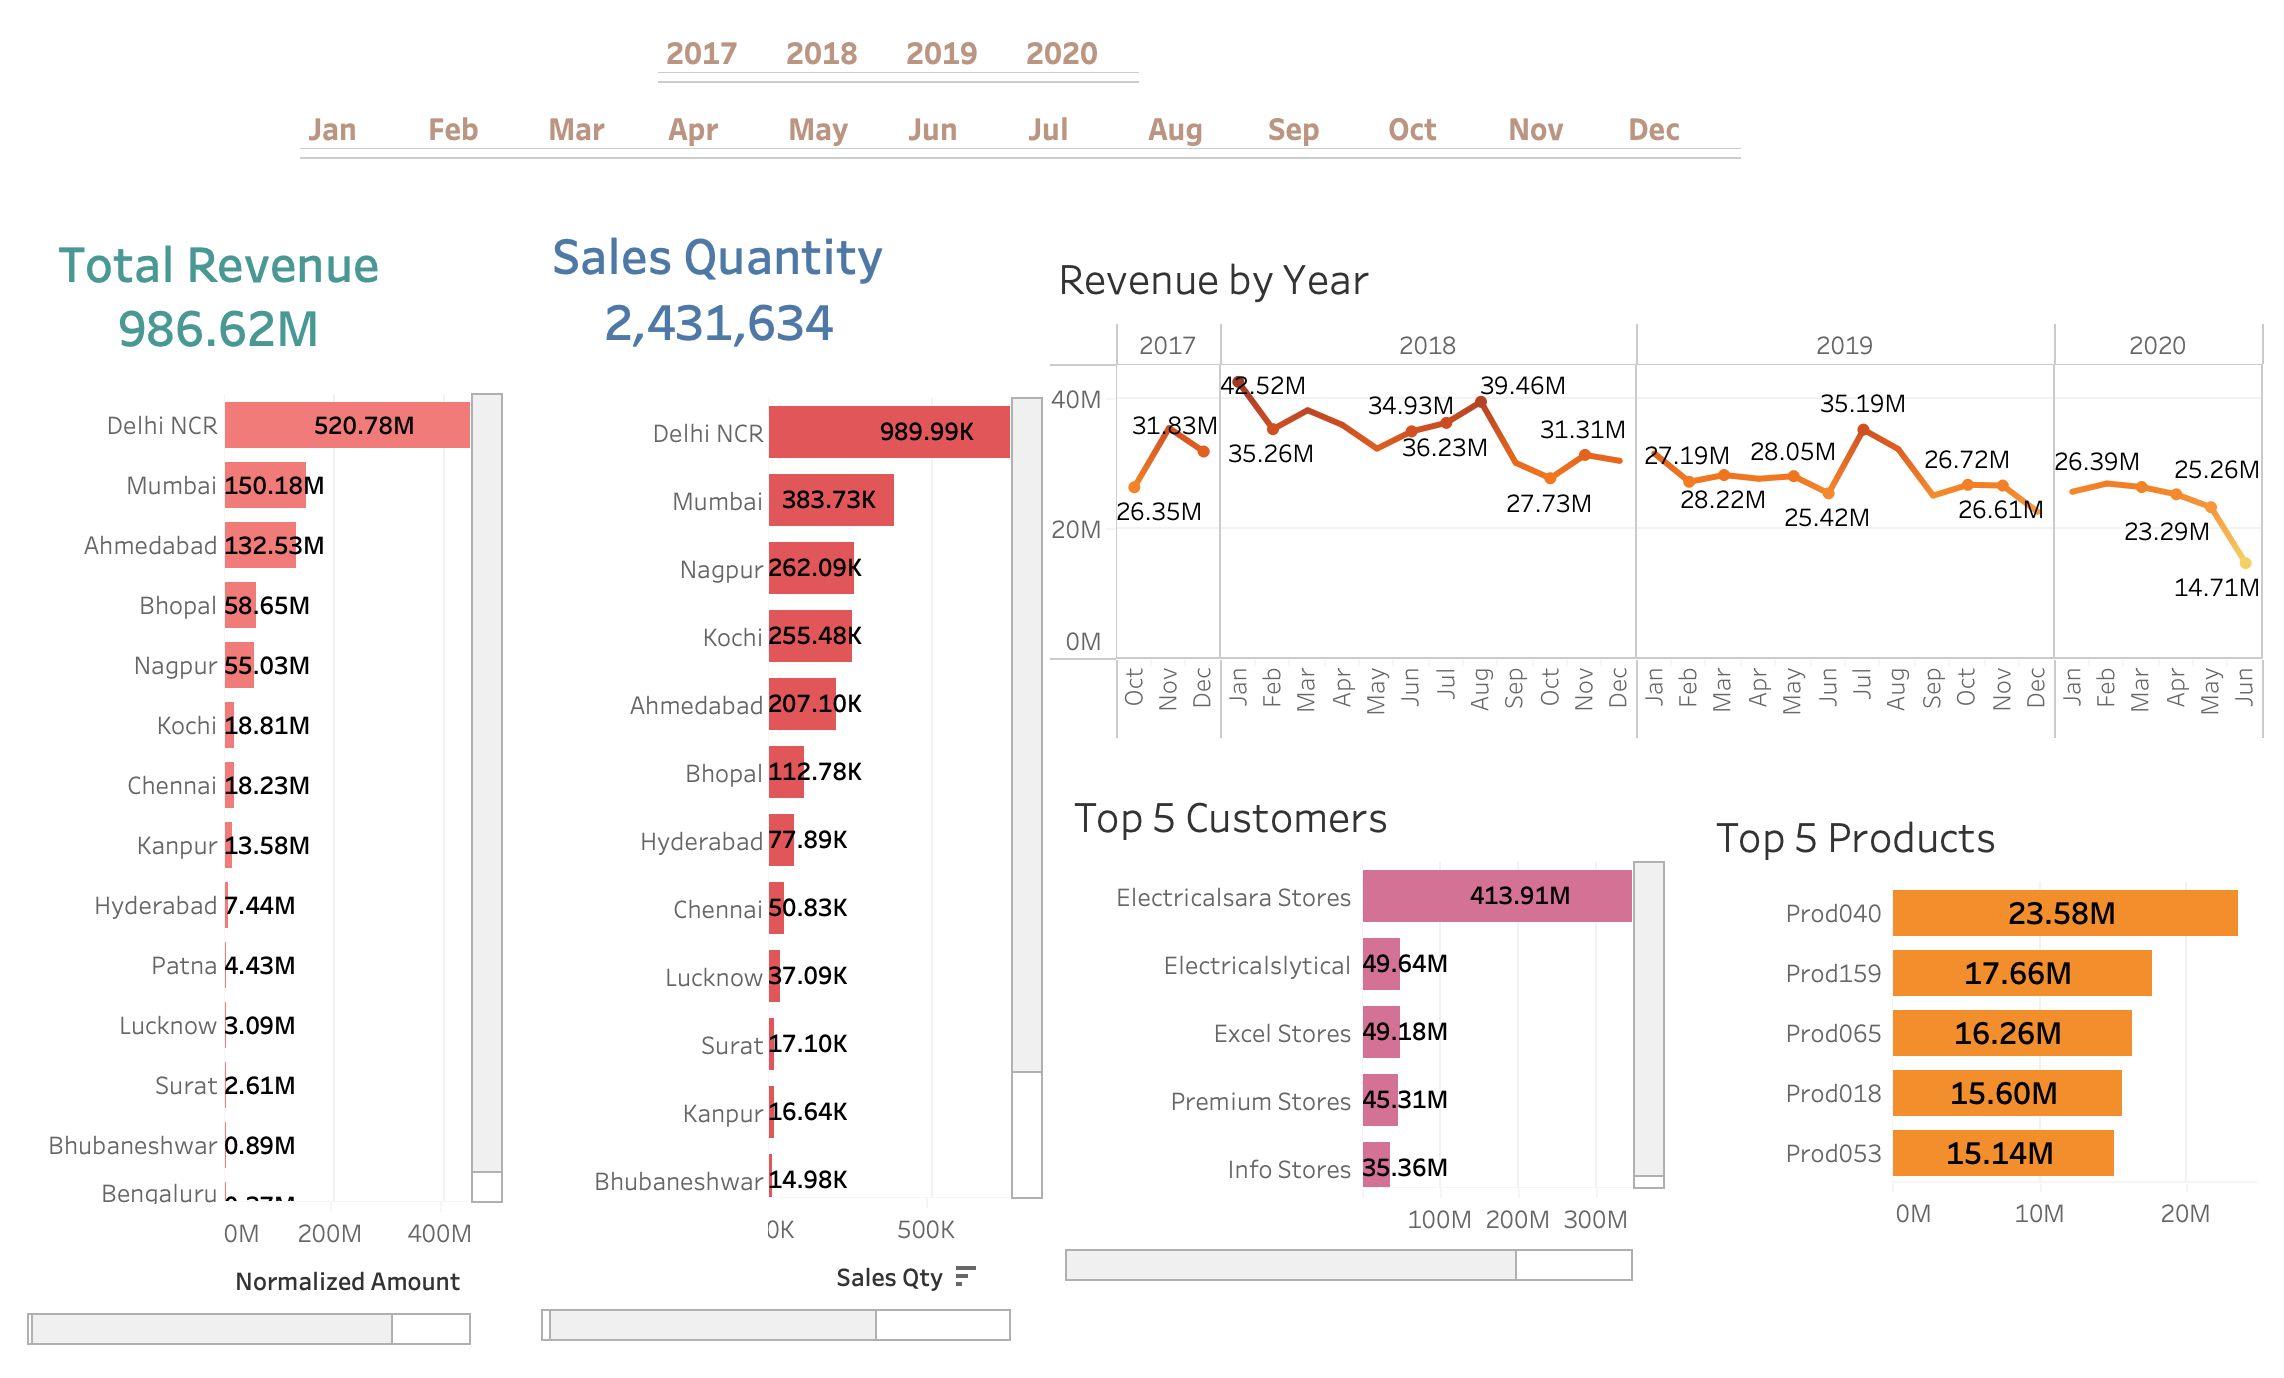 2017 2018 2019 2020
Jan Feb Mar Apr May Jun Jul Aug Sep Oct Nov Dec
Total Revenue
986.62M
Delhi NCR 520.78M
Mumbai 150.18M
Ahmedabad 132.53M
Bhopal 58.65M
Nagpur 55.03M
Kochi 18.81M
Chennai 18.23M
Kanpur 13.58M
Hyderabad 7.44M
Patna 4.43M
Lucknow 3.09M
Surat 2.61M
Bhubaneshwar 0.89M
Bengaluru
0M 200M 400M
Normalized Amount
Sales Quantity
2,431,634
Delhi NCR 989.99K
Mumbai 383.73K
Nagpur 262.09K
Kochi 255.48K
Ahmedabad 207.10K
Bhopal 112.78K
Hyderabad 77.89K
Chennai 50.83K
Lucknow 37.09K
Surat 17.10K
Kanpur 16.64K
Bhubaneshwar 14.98K
0K 500K
Sales Qty
Revenue by Year
2017 2018 2019 2020
40M
20M
0M
26.35M 31.83M
42.52M 35.26M 34.93M 36.23M 39.46M 27.73M 31.31M
27.19M 28.22M 28.05M 25.42M 35.19M 26.72M 26.61M
26.39M 23.29M 25.26M 14.71M
Oct Nov Dec Jan Feb Mar Apr May Jun Jul Aug Sep Oct Nov Dec Jan Feb Mar Apr May Jun Jul Aug Sep Oct Nov Dec Jan Feb Mar Apr May Jun
Top 5 Customers
Electricalsara Stores 413.91M
Electricalslytical 49.64M
Excel Stores 49.18M
Premium Stores 45.31M
Info Stores 35.36M
100M 200M 300M
Top 5 Products
Prod040 23.58M
Prod159 17.66M
Prod065 16.26M
Prod018 15.60M
Prod053 15.14M
0M 10M 20M